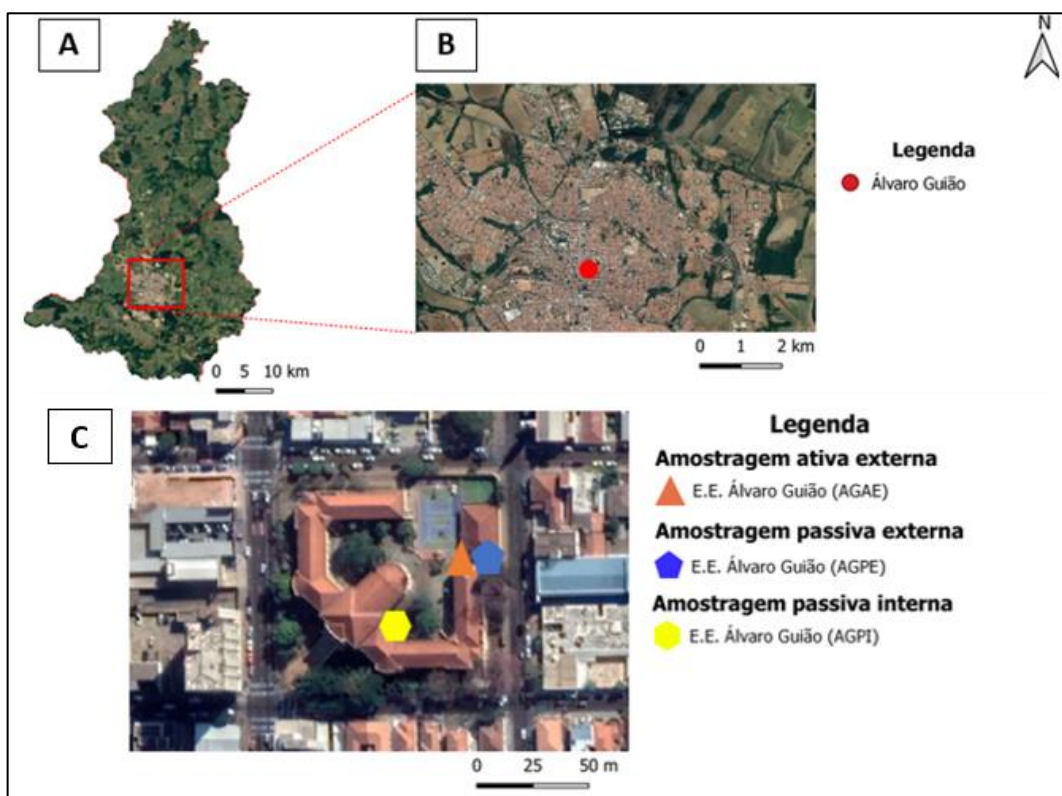 A
B
N
Legenda
Álvaro Guião
0 5 10 km
0 1 2 km
C
Legenda
Amostragem ativa externa
E.E. Álvaro Guião (AGAE)
Amostragem passiva externa
E.E. Álvaro Guião (AGPE)
Amostragem passiva interna
E.E. Álvaro Guião (AGPI)
0 25 50 m